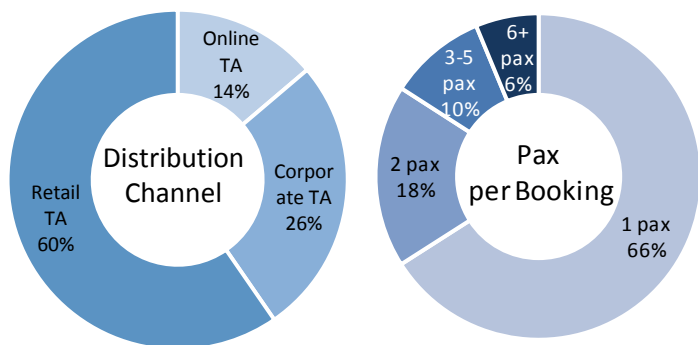 Online
TA
14%
Corpor
ate TA
26%
Retail
TA
60%
Distribution
Channel
6+
pax
6%
3-5
pax
10%
2 pax
18%
1 pax
66%
Pax
per Booking